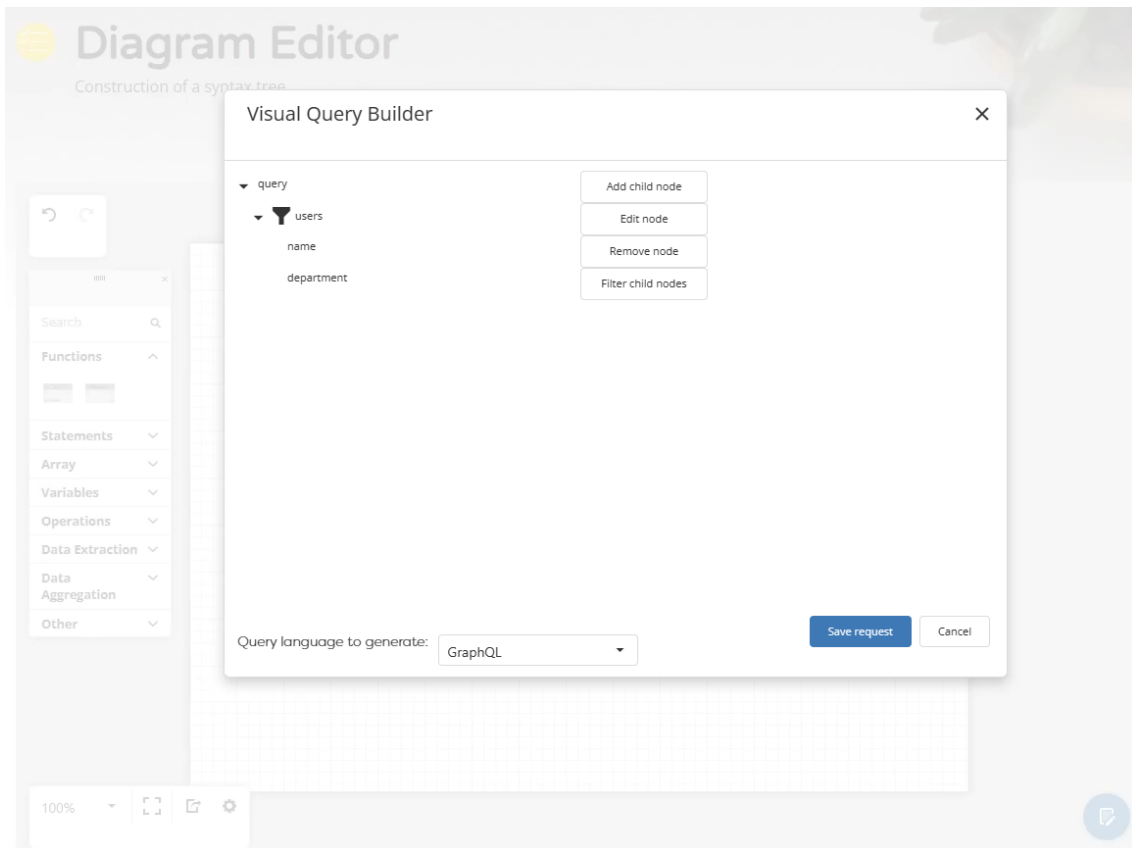 Diagram Editor
Construction of a syntax tree
Visual Query Builder
query
users
name
department
Add child node
Edit node
Remove node
Filter child nodes
Search
Functions
Statements
Array
Variables
Operations
Data Extraction
Data
Aggregation
Other
Query language to generate:
GraphQL
Save request
Cancel
100%